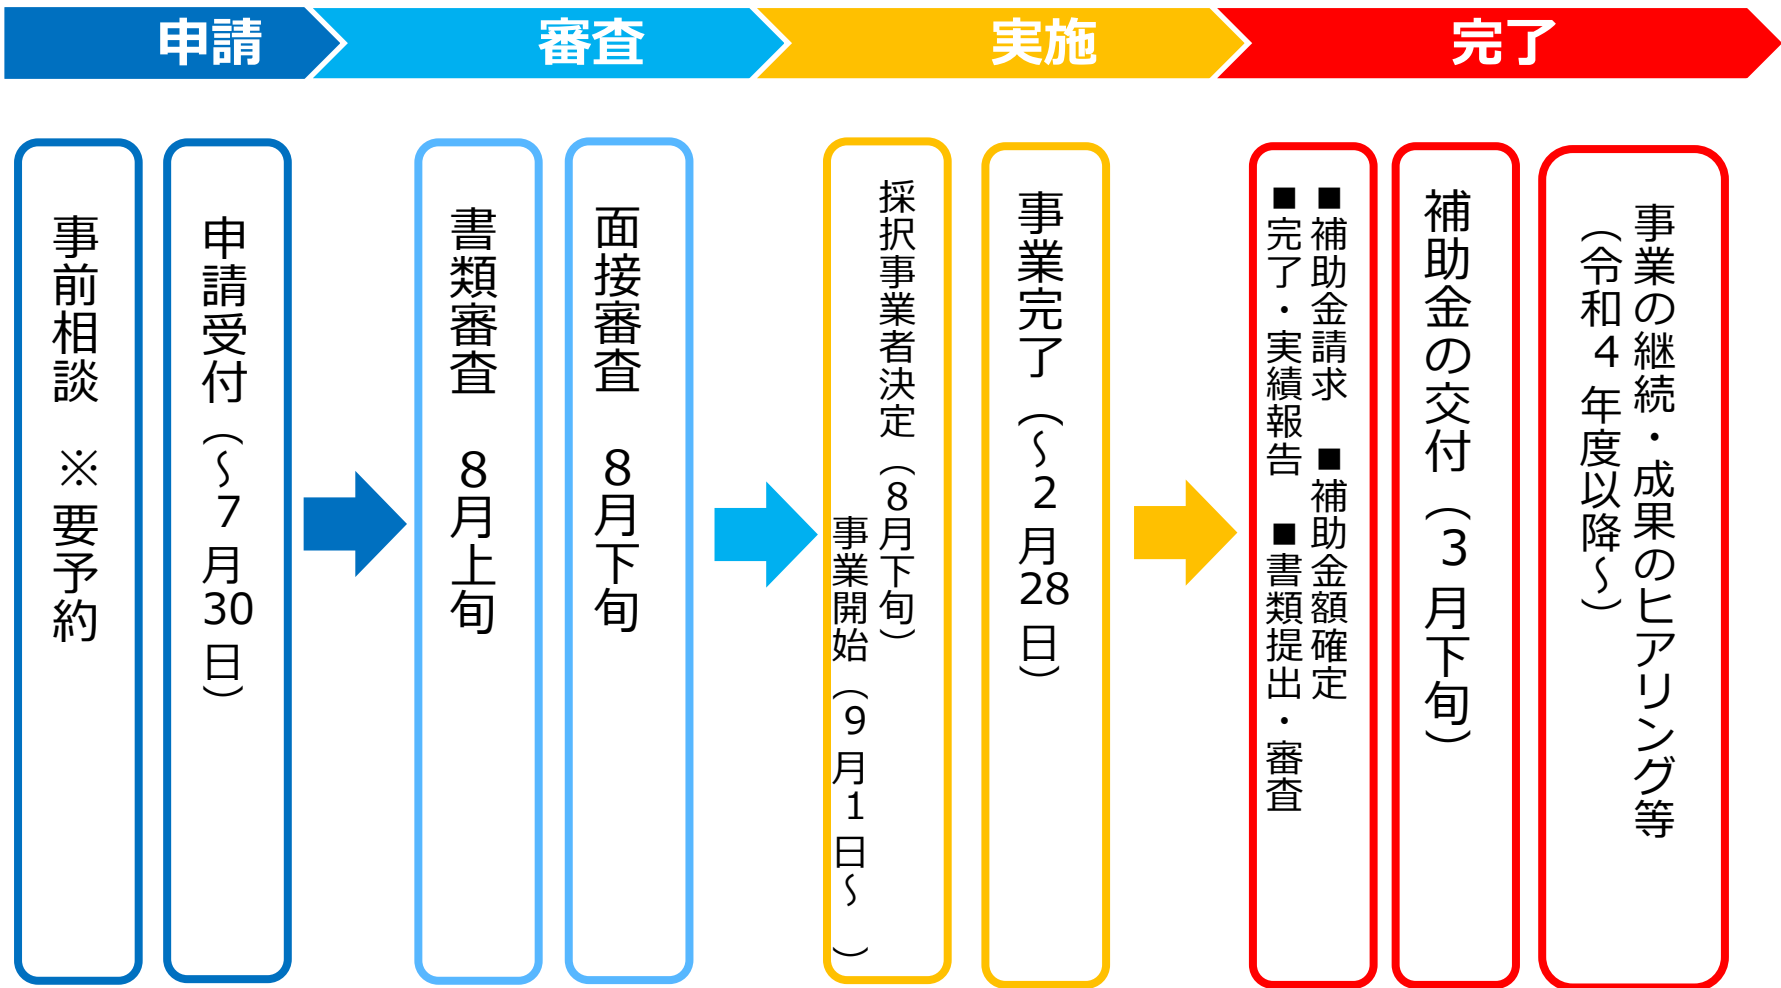 申請
審査
実施
完了
事前相談　※要予約
申請受付（～７月30日）
書類審査　８月上旬
面接審査　８月下旬
採択事業者決定（８月下旬）
事業開始（９月１日～　）
事業完了（～２月28日）
■補助金請求　■補助金額確定
■完了・実績報告　■書類提出・審査
補助金の交付（３月下旬）
事業の継続・成果のヒアリング等
（令和４年度以降～）